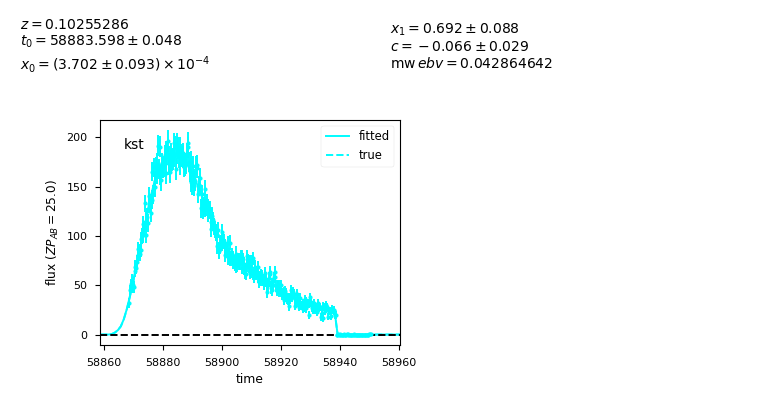 z = 0.10255286
t₀ = 58883.598 ± 0.048
x₀ = (3.702 ± 0.093) × 10⁻⁴
x₁ = 0.692 ± 0.088
c = −0.066 ± 0.029
mw ebv = 0.042864642
kst
fitted
true
200
150
100
50
0
flux (ZP_AB = 25.0)
58860 58880 58900 58920 58940 58960
time